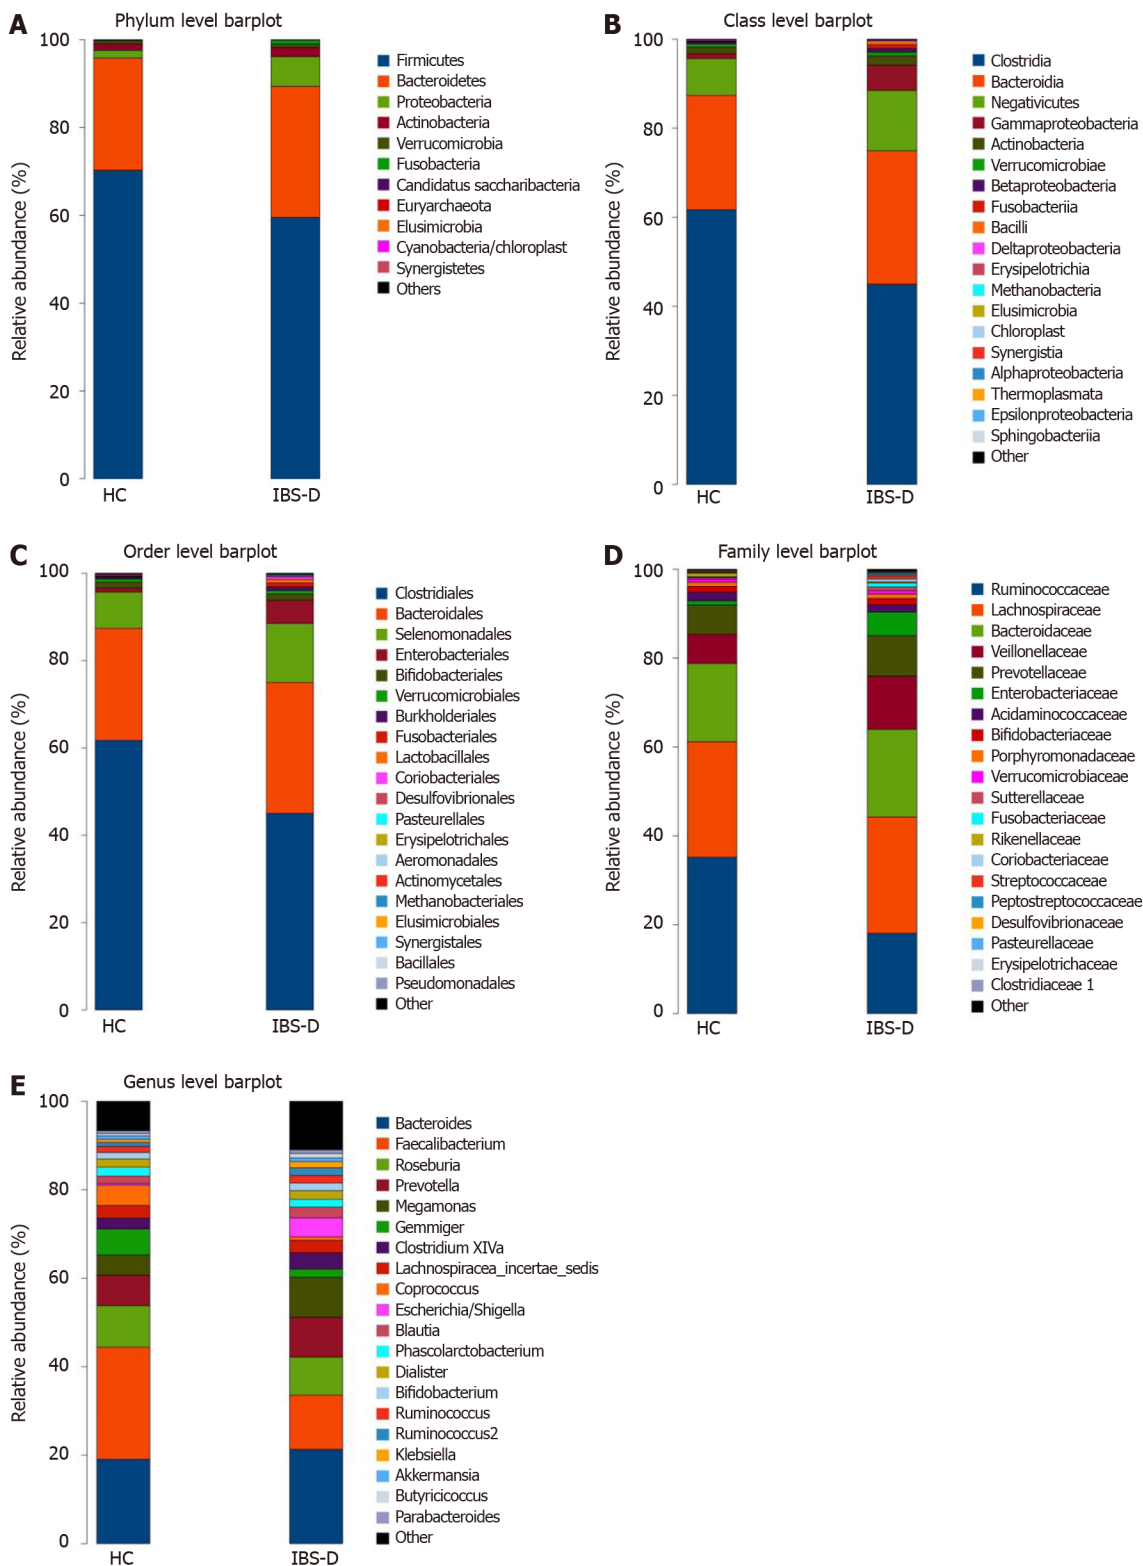 A
Phylum level barplot
Relative abundance (%)
100
80
60
40
20
0
HC
IBS-D
Firmicutes
Bacteroidetes
Proteobacteria
Actinobacteria
Verrucomicrobia
Fusobacteria
Candidatus saccharibacteria
Euryarchaeota
Elusimicrobia
Cyanobacteria/chloroplast
Synergistetes
Others
B
Class level barplot
Relative abundance (%)
100
80
60
40
20
0
HC
IBS-D
Clostridia
Bacteroidia
Negativicutes
Gammaproteobacteria
Actinobacteria
Verrucomicrobiae
Betaproteobacteria
Fusobacteriia
Bacilli
Deltaproteobacteria
Erysipelotrichia
Methanobacteria
Elusimicrobia
Chloroplast
Synergistia
Alphaproteobacteria
Thermoplasmata
Epsilonproteobacteria
Sphingobacteriia
Other
C
Order level barplot
Relative abundance (%)
100
80
60
40
20
0
HC
IBS-D
Clostridiales
Bacteroidales
Selenomonadales
Enterobacteriales
Bifidobacteriales
Verrucomicrobiales
Burkholderiales
Fusobacteriales
Lactobacillales
Coriobacteriales
Desulfovibrionales
Pasteurellales
Erysipelotrichales
Aeromonadales
Actinomycetales
Methanobacteriales
Elusimicrobiales
Synergistales
Bacillales
Pseudomonadales
Other
D
Family level barplot
Relative abundance (%)
100
80
60
40
20
0
HC
IBS-D
Ruminococcaceae
Lachnospiraceae
Bacteroidaceae
Veillonellaceae
Prevotellaceae
Enterobacteriaceae
Acidaminococcaceae
Bifidobacteriaceae
Porphyromonadaceae
Verrucomicrobiaceae
Sutterellaceae
Fusobacteriaceae
Rikenellaceae
Coriobacteriaceae
Streptococcaceae
Peptostreptococcaceae
Desulfovibrionaceae
Pasteurellaceae
Erysipelotrichaceae
Clostridiaceae 1
Other
E
Genus level barplot
Relative abundance (%)
100
80
60
40
20
0
HC
IBS-D
Bacteroides
Faecalibacterium
Roseburia
Prevotella
Megamonas
Gemmiger
Clostridium XIVa
Lachnospiracea_incertae_sedis
Coprococcus
Escherichia/Shigella
Blautia
Phascolarctobacterium
Dialister
Bifidobacterium
Ruminococcus
Ruminococcus2
Klebsiella
Akkermansia
Butyricicoccus
Parabacteroides
Other